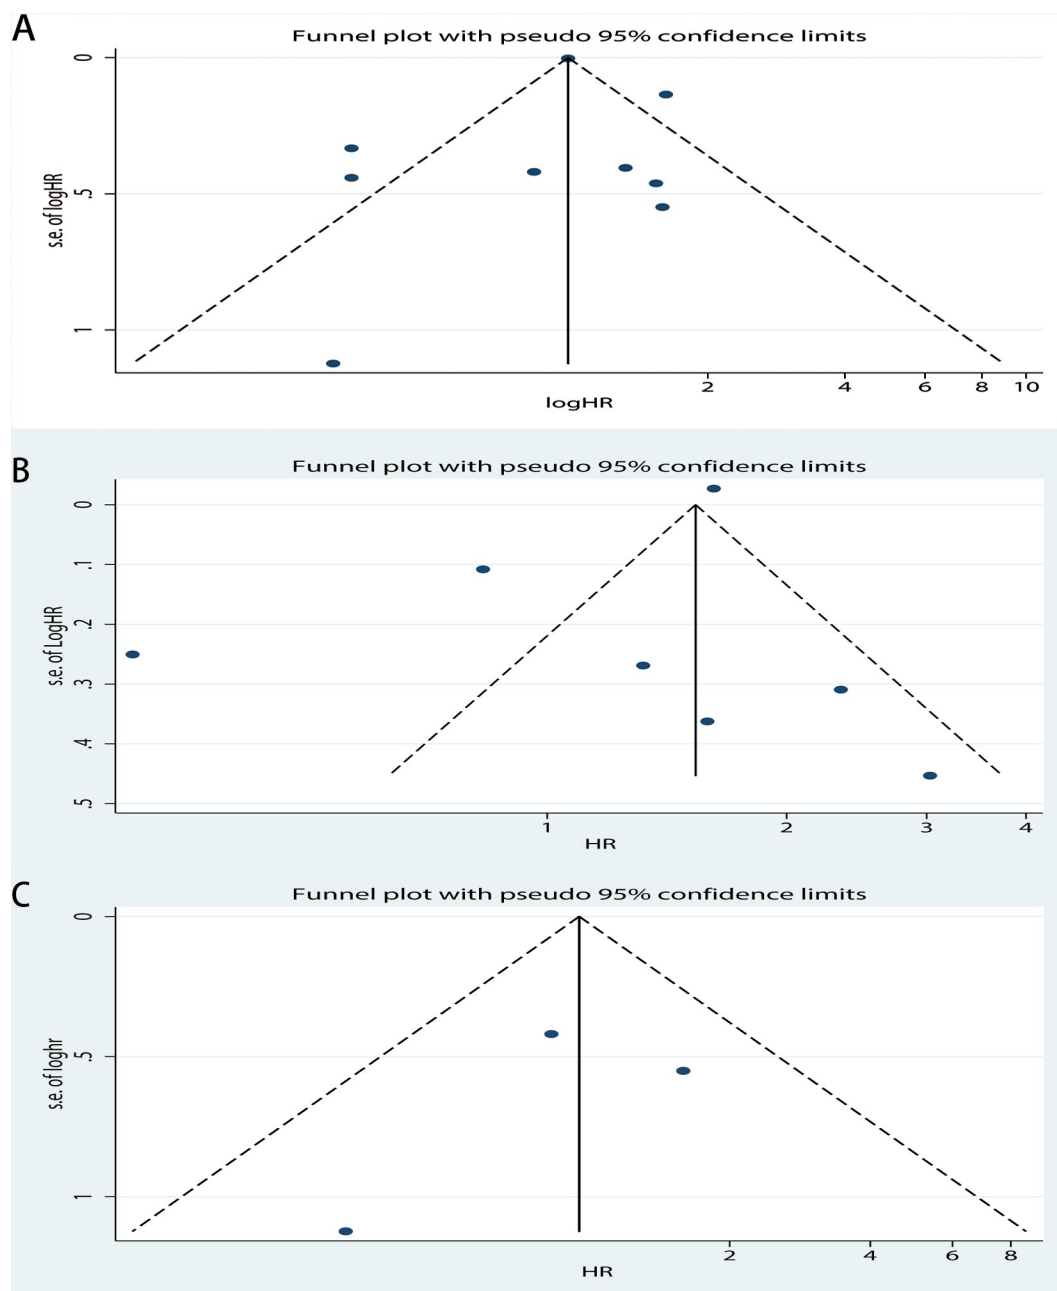 A
Funnel plot with pseudo 95% confidence limits
0
.5
1
s.e. of logHR
2 4 6 8 10
logHR
B
Funnel plot with pseudo 95% confidence limits
0
.1
.2
.3
.4
.5
s.e. of LogHR
1 2 3 4
HR
C
Funnel plot with pseudo 95% confidence limits
0
.5
1
s.e. of loghr
2 4 6 8
HR